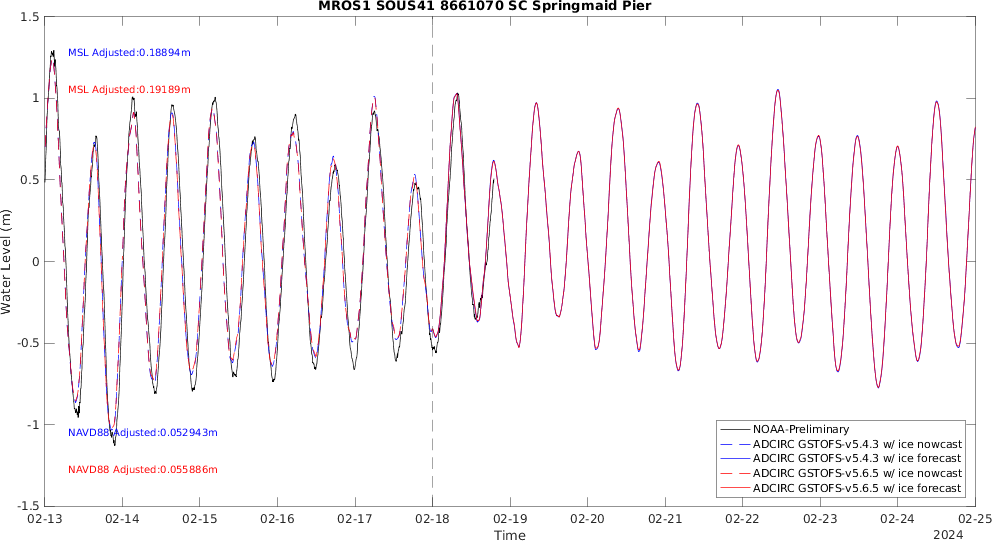 MROS1 SOUS41 8661070 SC Springmaid Pier
1.5
1
0.5
0
-0.5
-1
-1.5
Water Level (m)
MSL Adjusted:0.18894m
MSL Adjusted:0.19189m
NAVD88 Adjusted:0.052943m
NAVD88 Adjusted:0.055886m
NOAA-Preliminary
ADCIRC GSTOFS-v5.4.3 w/ ice nowcast
ADCIRC GSTOFS-v5.4.3 w/ ice forecast
ADCIRC GSTOFS-v5.6.5 w/ ice nowcast
ADCIRC GSTOFS-v5.6.5 w/ ice forecast
02-13 02-14 02-15 02-16 02-17 02-18 02-19 02-20 02-21 02-22 02-23 02-24 02-25
Time
2024